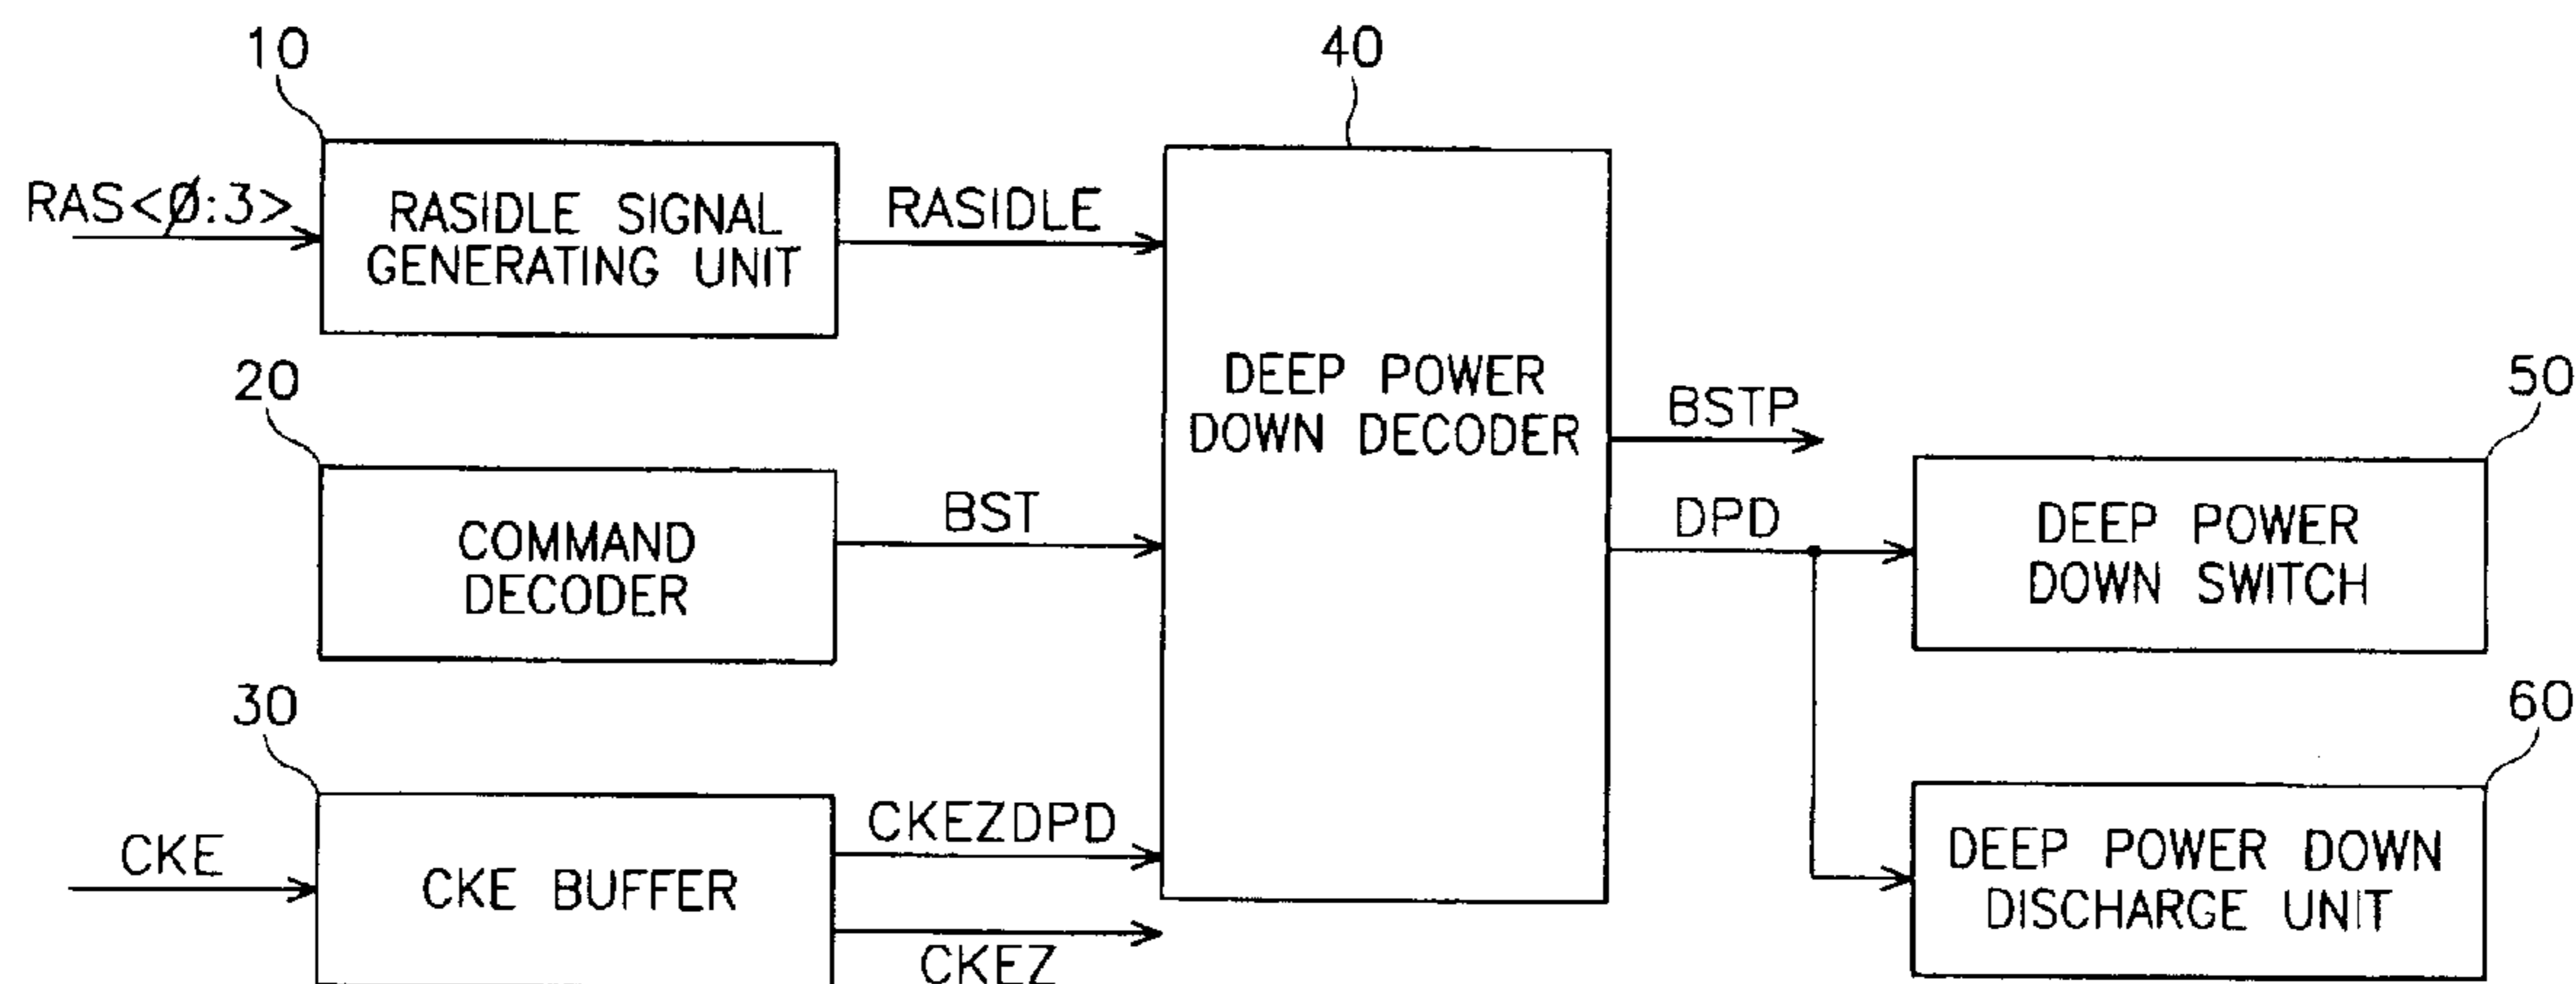 10
40
RAS<Ø:3>
RASIDLE SIGNAL
GENERATING UNIT
RASIDLE
20
COMMAND
DECODER
BST
DEEP POWER
DOWN DECODER
BSTP
DPD
50
DEEP POWER
DOWN SWITCH
30
CKE
CKE BUFFER
CKEZDPD
CKEZ
60
DEEP POWER DOWN
DISCHARGE UNIT